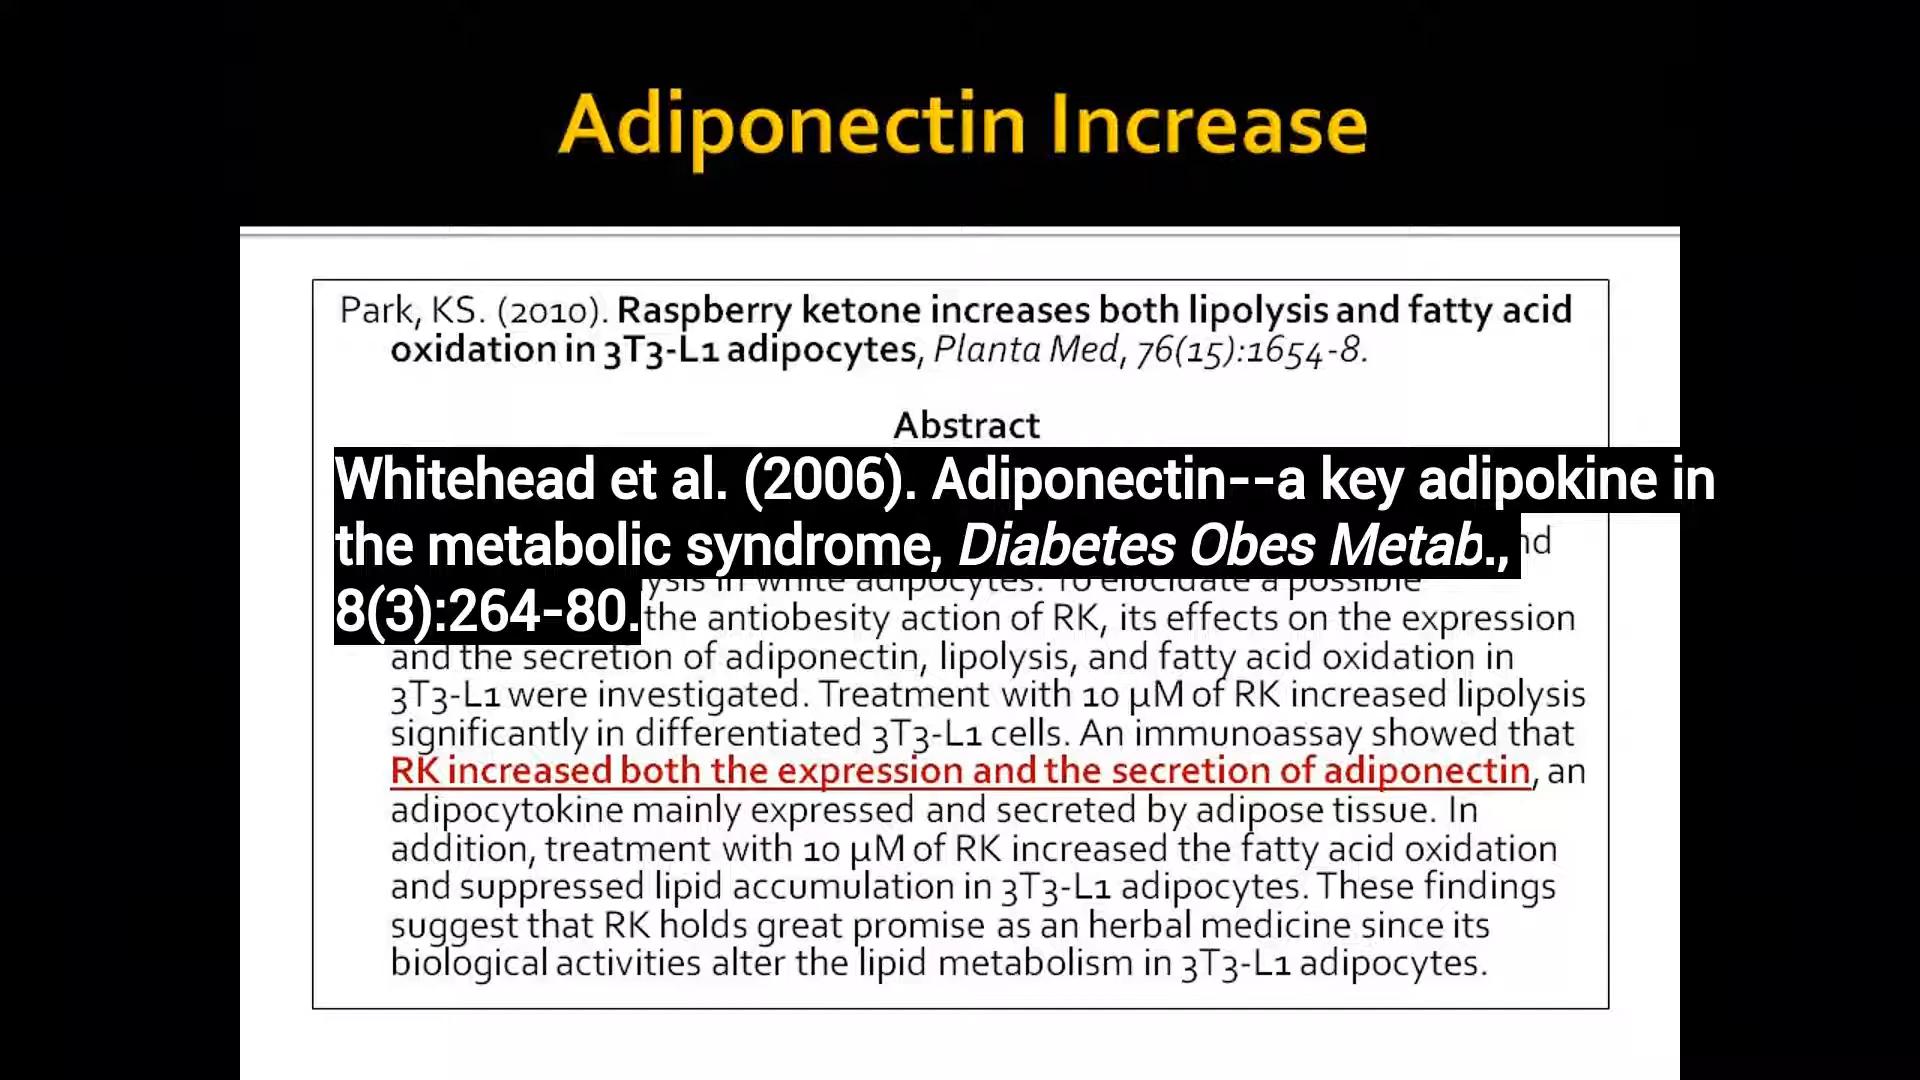 Adiponectin Increase
Park, KS. (2010). Raspberry ketone increases both lipolysis and fatty acid
oxidation in 3T3-L1 adipocytes, Planta Med, 76(15):1654-8.
Abstract
Whitehead et al. (2006). Adiponectin--a key adipokine in
the metabolic syndrome, Diabetes Obes Metab.,
8(3):264-80.
in white adipocytes. To elucidate a possible
the antiobesity action of RK, its effects on the expression
and the secretion of adiponectin, lipolysis, and fatty acid oxidation in
3T3-L1 were investigated. Treatment with 10 µM of RK increased lipolysis
significantly in differentiated 3T3-L1 cells. An immunoassay showed that
RK increased both the expression and the secretion of adiponectin, an
adipocytokine mainly expressed and secreted by adipose tissue. In
addition, treatment with 10 µM of RK increased the fatty acid oxidation
and suppressed lipid accumulation in 3T3-L1 adipocytes. These findings
suggest that RK holds great promise as an herbal medicine since its
biological activities alter the lipid metabolism in 3T3-L1 adipocytes.